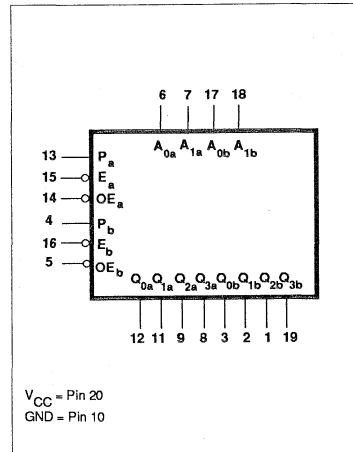 6 7 17 18
A0a A1a A0b A1b
13 Pa
15 Ea
14 OEa
4 Pb
16 Eb
5 OEb
Q0a Q1a Q2a Q3a Q0b Q1b Q2b Q3b
12 11 9 8 3 2 1 19
VCC = Pin 20
GND = Pin 10